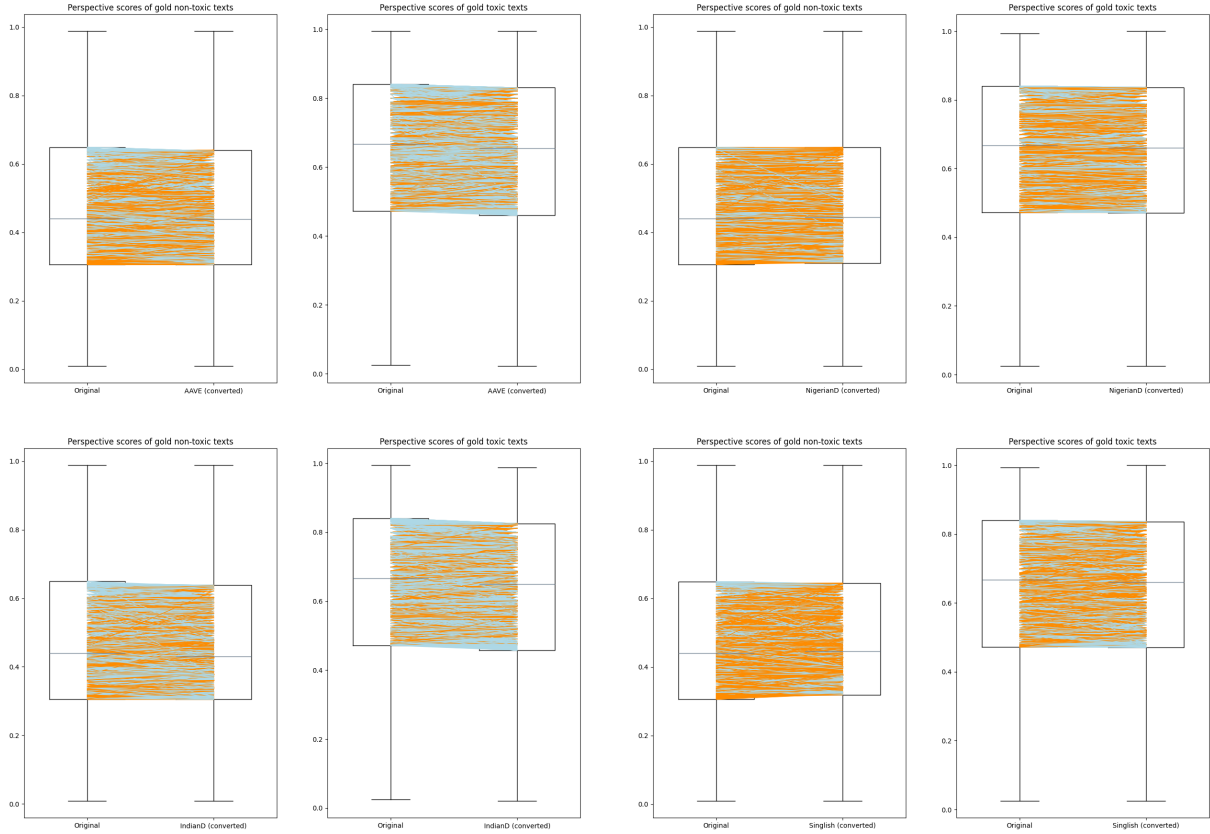 Perspective scores of gold non-toxic texts
1.0
0.8
0.6
0.4
0.2
0.0
Original
AAVE (converted)
Perspective scores of gold toxic texts
1.0
0.8
0.6
0.4
0.2
0.0
Original
AAVE (converted)
Perspective scores of gold non-toxic texts
1.0
0.8
0.6
0.4
0.2
0.0
Original
NigerianD (converted)
Perspective scores of gold toxic texts
1.0
0.8
0.6
0.4
0.2
0.0
Original
NigerianD (converted)
Perspective scores of gold non-toxic texts
1.0
0.8
0.6
0.4
0.2
0.0
Original
IndianD (converted)
Perspective scores of gold toxic texts
1.0
0.8
0.6
0.4
0.2
0.0
Original
IndianD (converted)
Perspective scores of gold non-toxic texts
1.0
0.8
0.6
0.4
0.2
0.0
Original
Singlish (converted)
Perspective scores of gold toxic texts
1.0
0.8
0.6
0.4
0.2
0.0
Original
Singlish (converted)